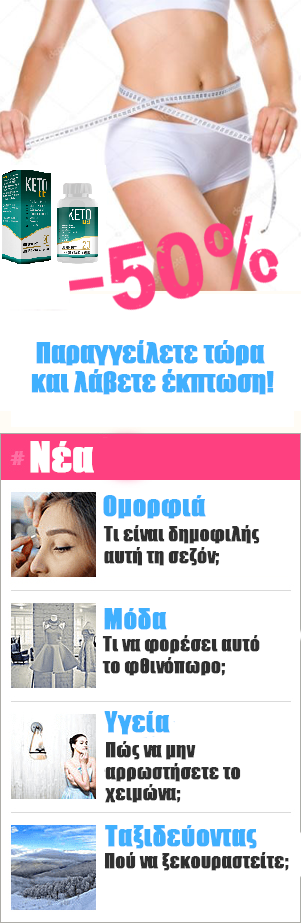 KETO
KETO
-50%
Παραγγείλετε τώρα
και λάβετε έκπτωση!
# Νέα
Ομορφιά
Τι είναι δημοφιλής
αυτή τη σεζόν;
Μόδα
Τι να φορέσει αυτό
το φθινόπωρο;
Υγεία
Πώς να μην
αρρωστήσετε το
χειμώνα;
Ταξιδεύοντας
Πού να ξεκουραστείτε;